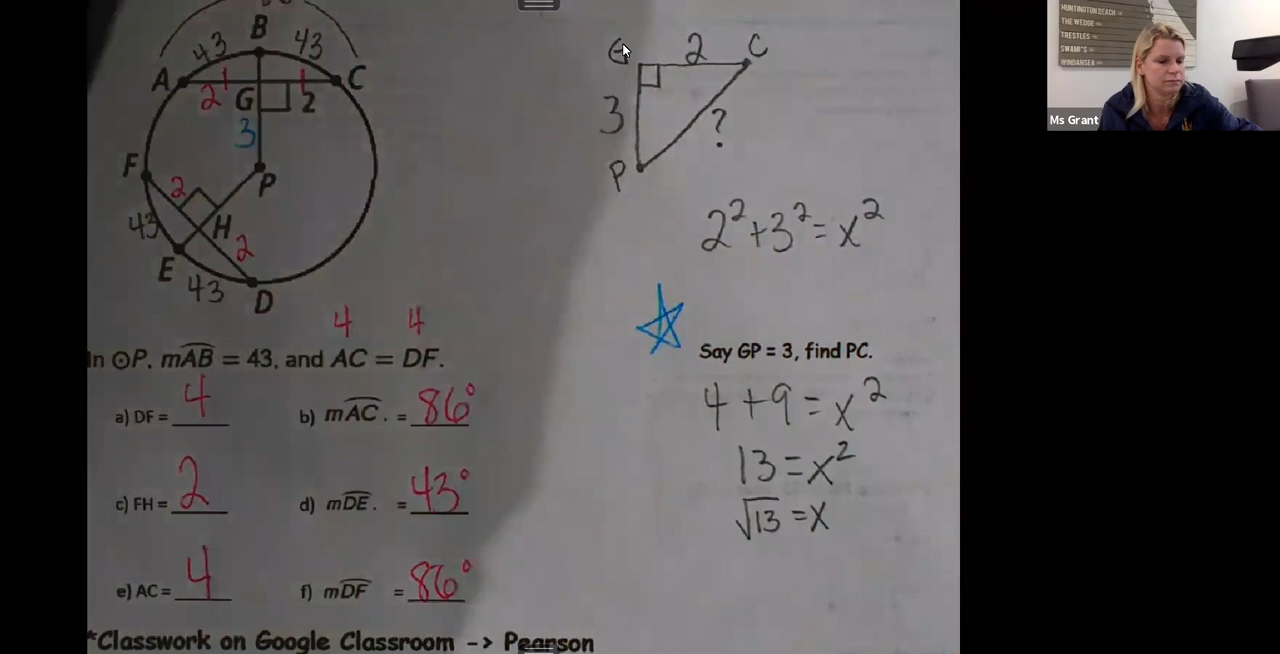 B
43
43
A
C
2
G
2
3
F
P
2
H
43
2
E
43
D
G
2
C
3
?
P
2² + 3² = x²
4 4
In ⊙P, mAB = 43, and AC = DF.
a) DF = 4
b) mAC. = 86°
c) FH = 2
d) mDE. = 43°
e) AC = 4
f) mDF = 86°
*Classwork on Google Classroom -> Pearson
Say GP = 3, find PC.
4 + 9 = x²
13 = x²
√13 = x
HUNTINGTON BEACH
THE WEDGE
TRESTLES
SWAMI'S
WINDANSEA
Ms Grant